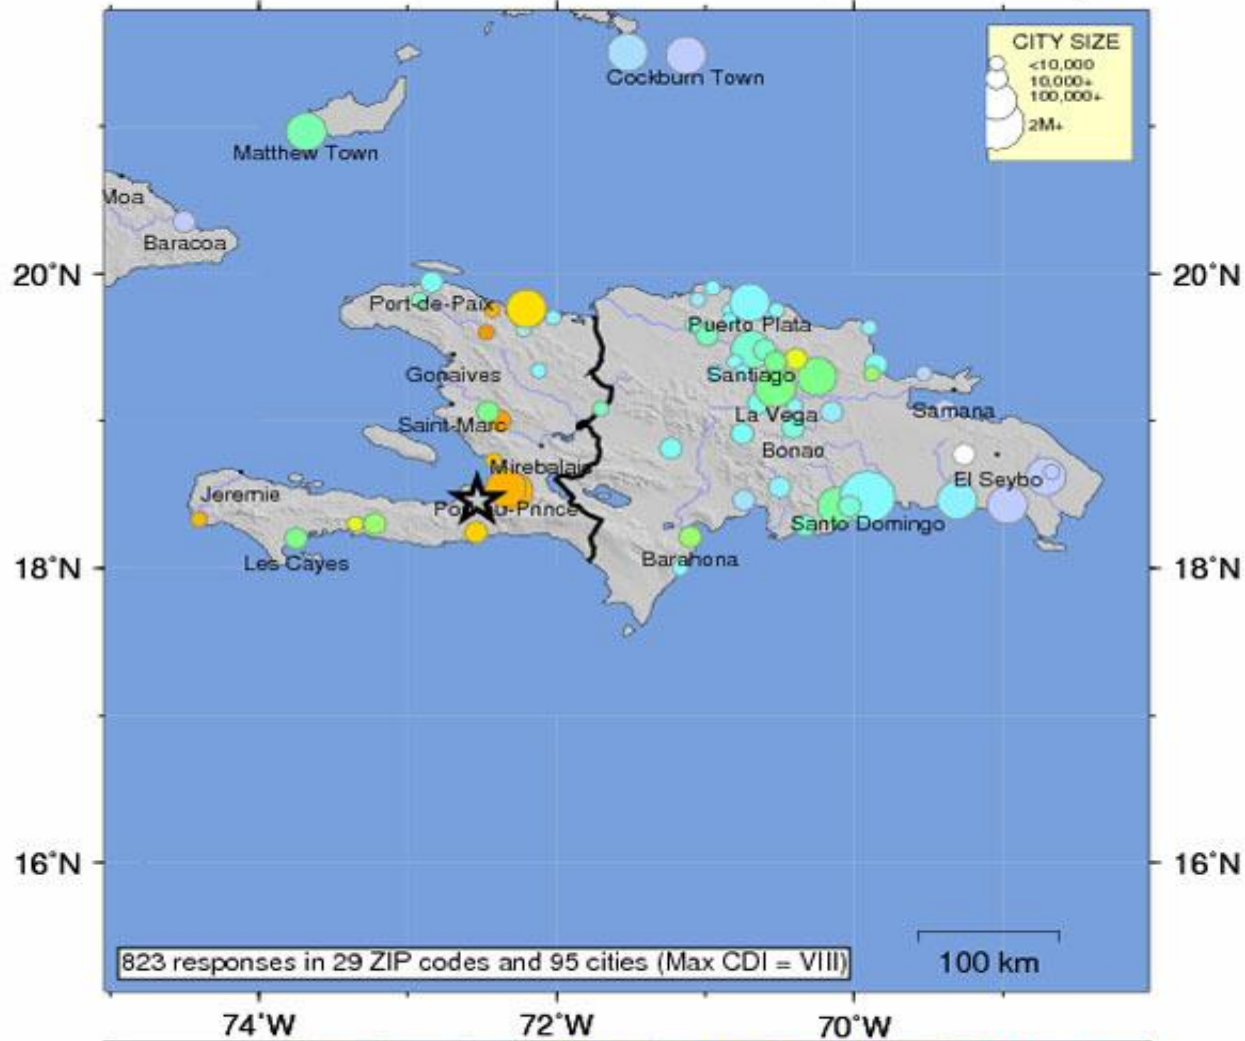 CITY SIZE
<10,000
10,000+
100,000+
2M+
Cockburn Town
Matthew Town
Moa
Baracoa
20°N
20°N
Port-de-Paix
Puerto Plata
Gonaives
Santiago
Saint-Marc
La Vega
Samana
Bonao
Mirebalais
El Seybo
Jeremie
Port-au-Prince
Santo Domingo
Les Cayes
Barahona
18°N
18°N
16°N
16°N
823 responses in 29 ZIP codes and 95 cities (Max CDI = VIII)
100 km
74°W
72°W
70°W